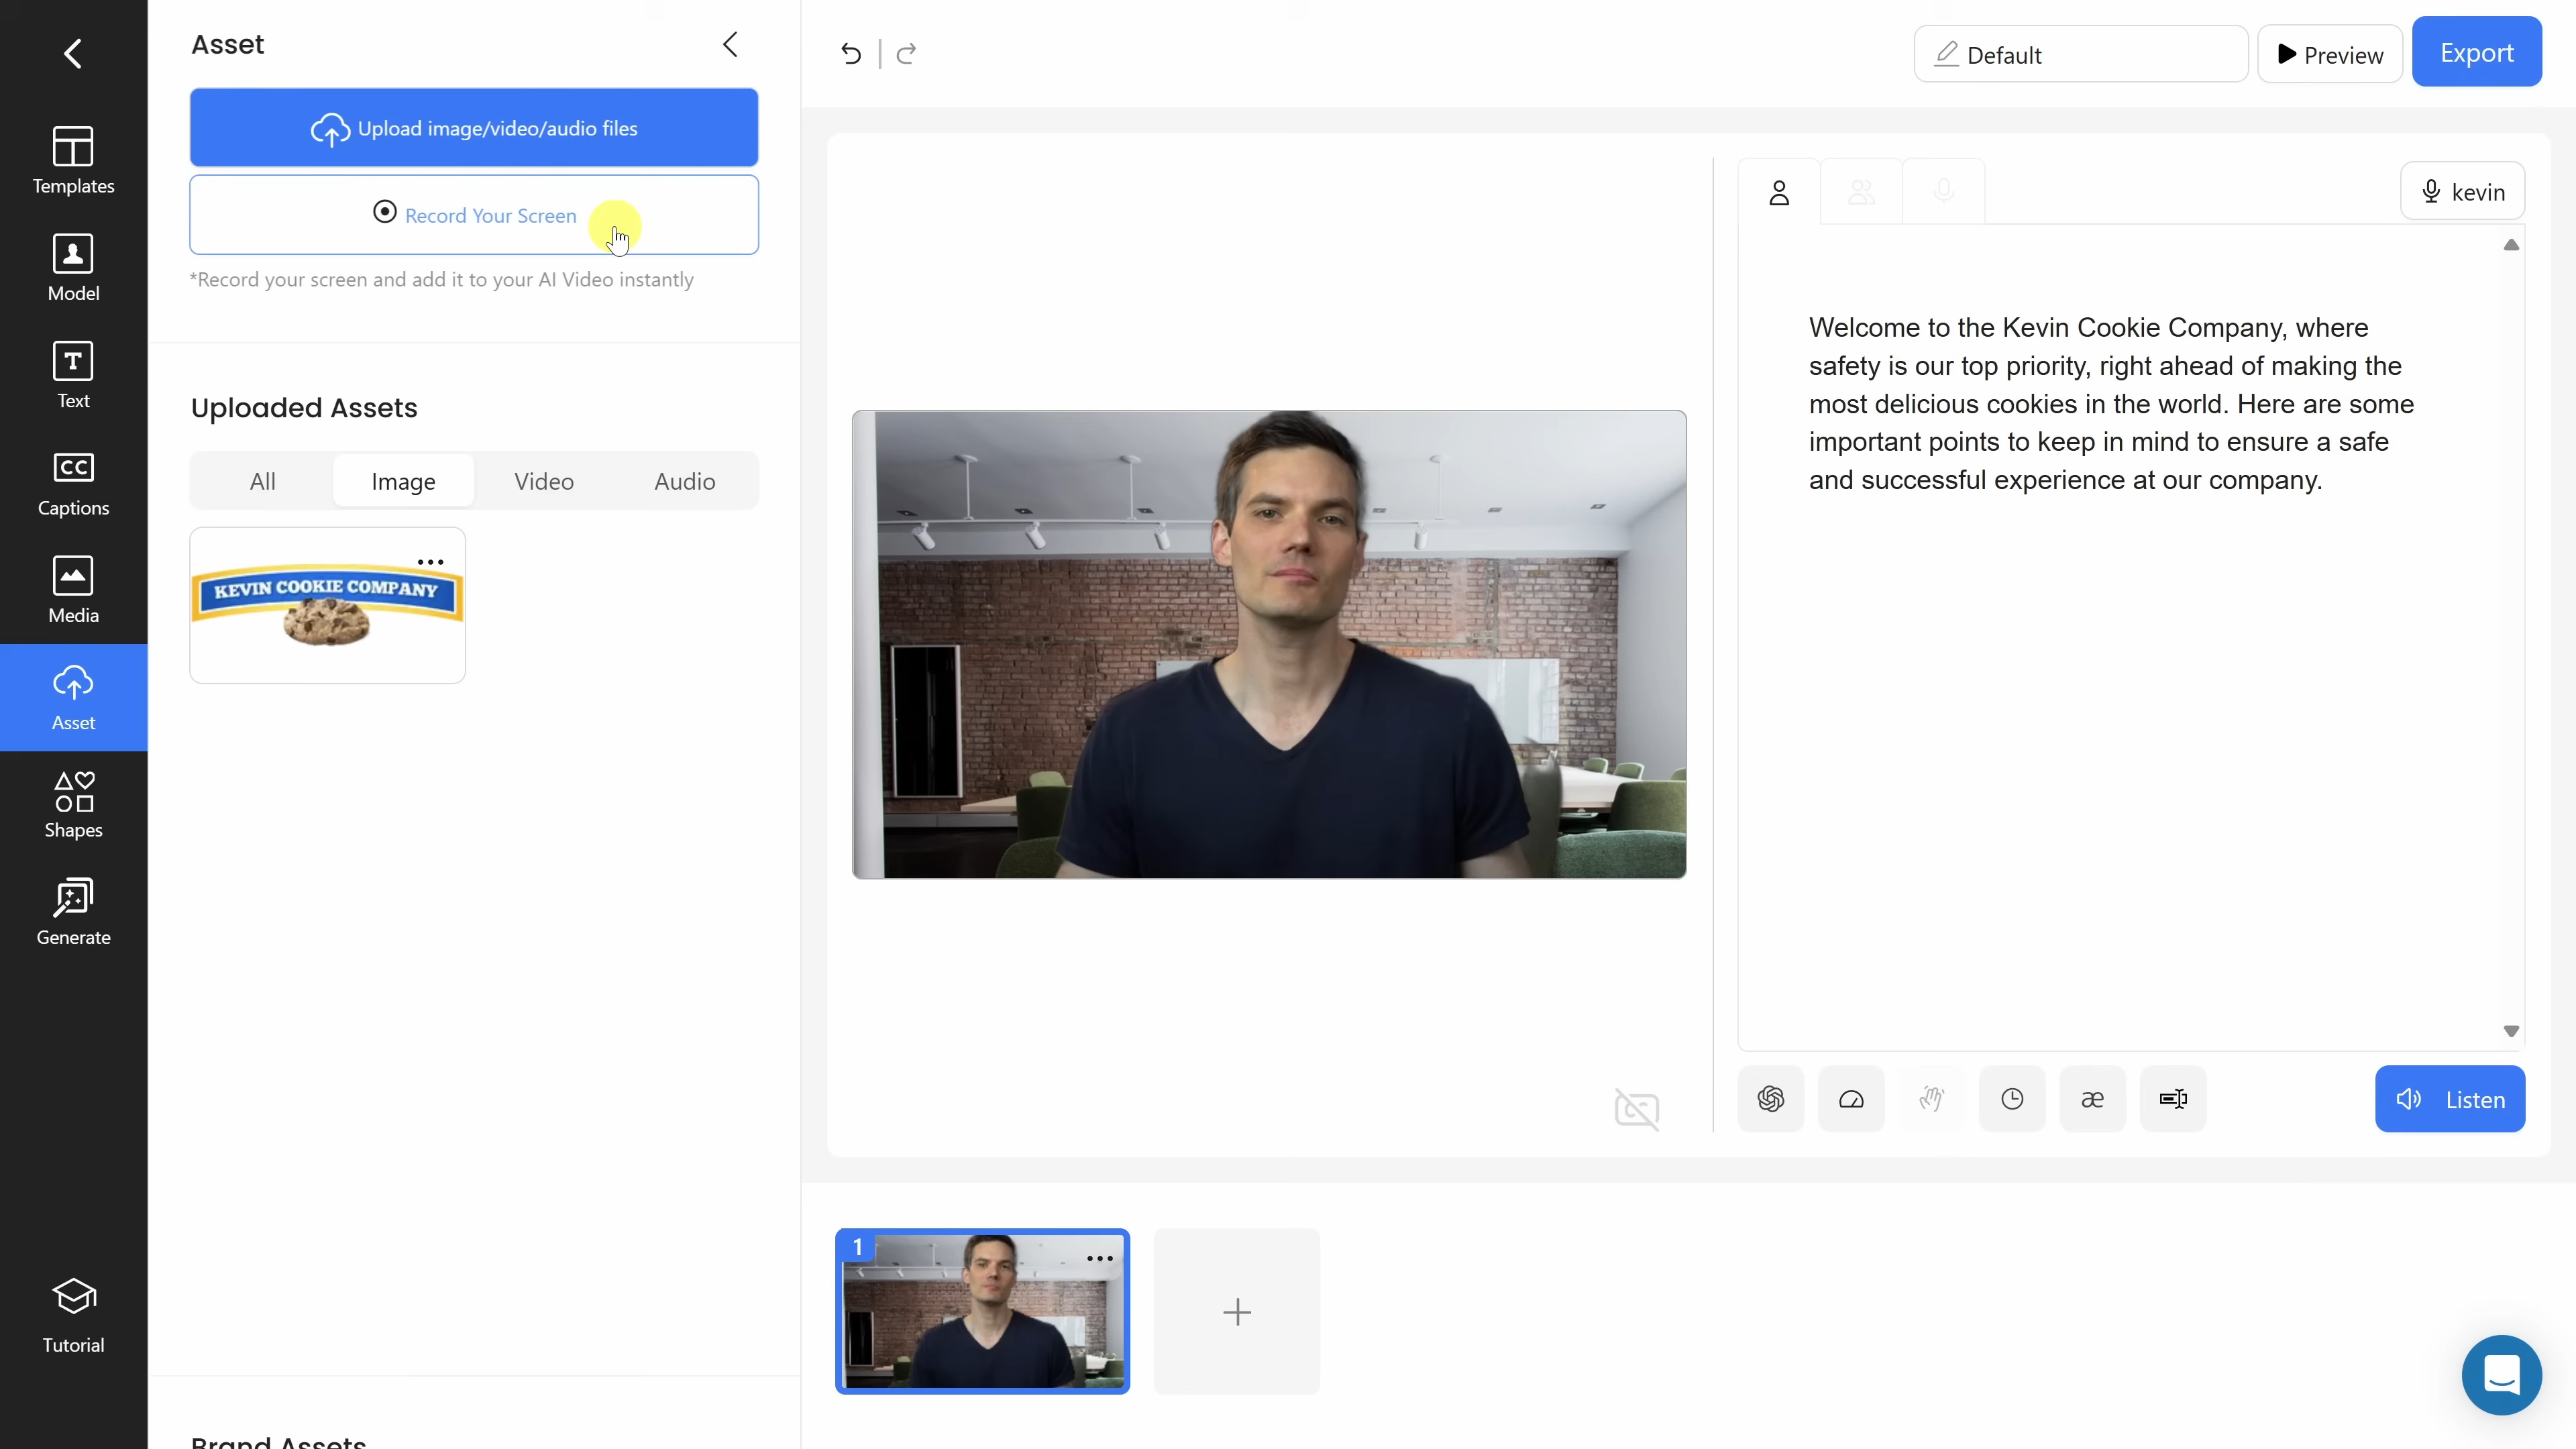 Asset
Upload image/video/audio files
Record Your Screen
*Record your screen and add it to your AI Video instantly
Uploaded Assets
All
Image
Video
Audio
KEVIN COOKIE COMPANY
Brand Assets
Templates
Model
T
Text
CC
Captions
Media
Asset
Shapes
Generate
Tutorial
Default
Preview
Export
kevin
Welcome to the Kevin Cookie Company, where
safety is our top priority, right ahead of making the
most delicious cookies in the world. Here are some
important points to keep in mind to ensure a safe
and successful experience at our company.
æ
Listen
1